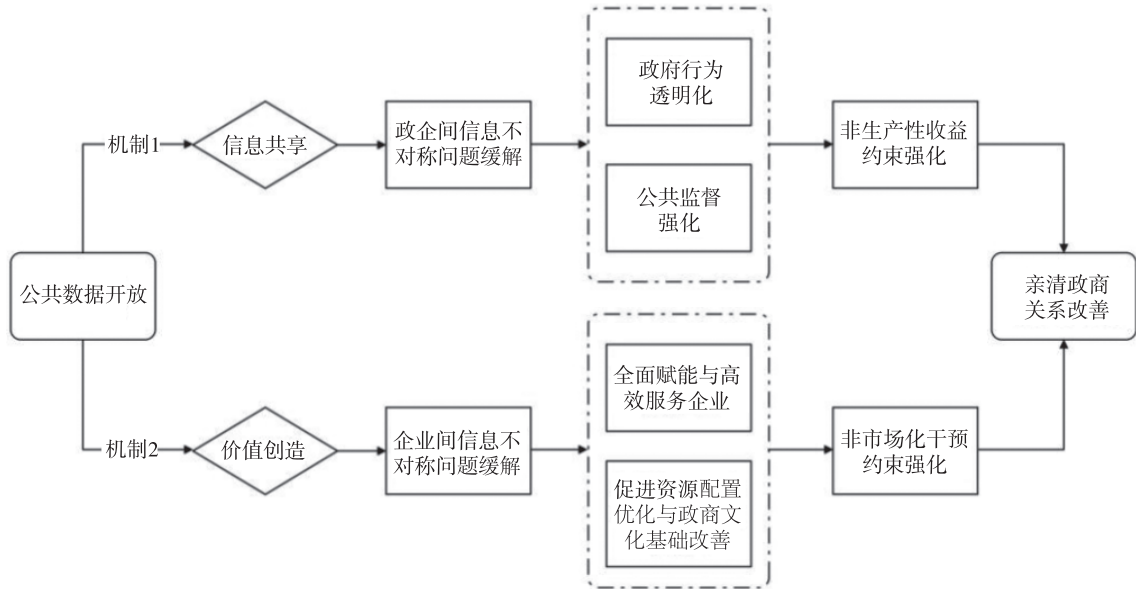 公共数据开放
机制1
信息共享
政企间信息不
对称问题缓解
政府行为
透明化
公共监督
强化
非生产性收益
约束强化
机制2
价值创造
企业间信息不
对称问题缓解
全面赋能与高
效服务企业
促进资源配置
优化与政商文
化基础改善
非市场化干预
约束强化
亲清政商
关系改善